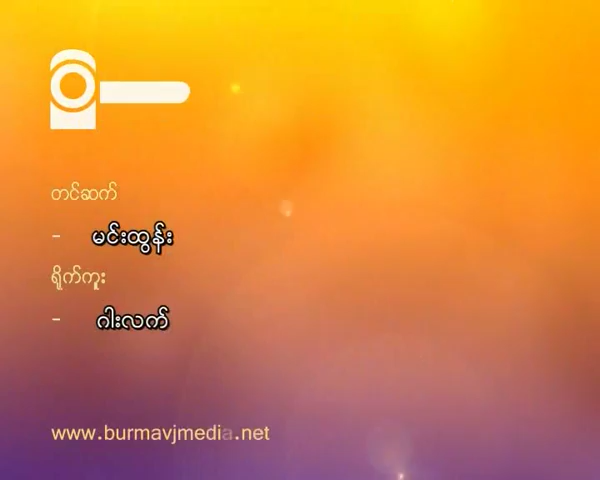 တင်ဆက်
- မင်းထွန်း
ရိုက်ကူး
- ဂါးလက်
www.burmavjmedia.net